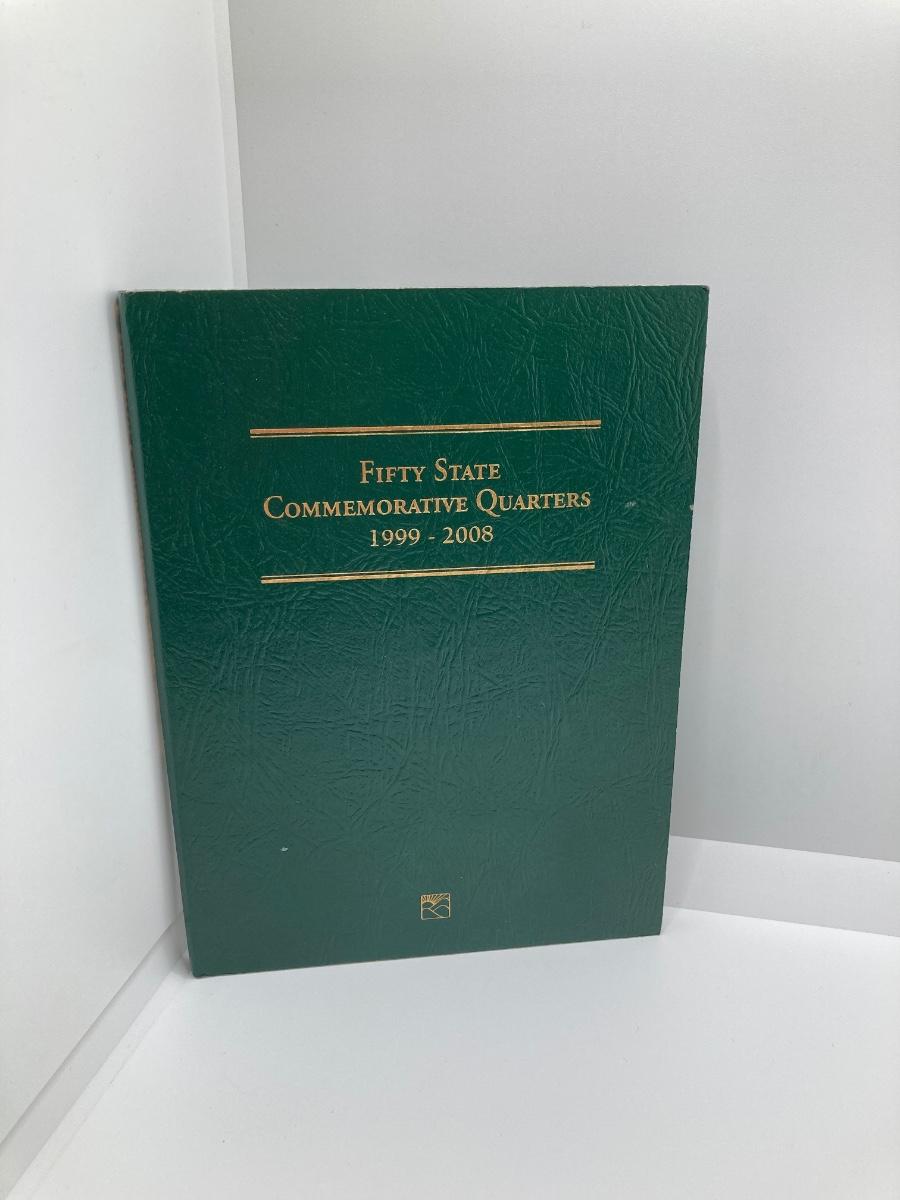 Fifty State
Commemorative Quarters
1999 - 2008